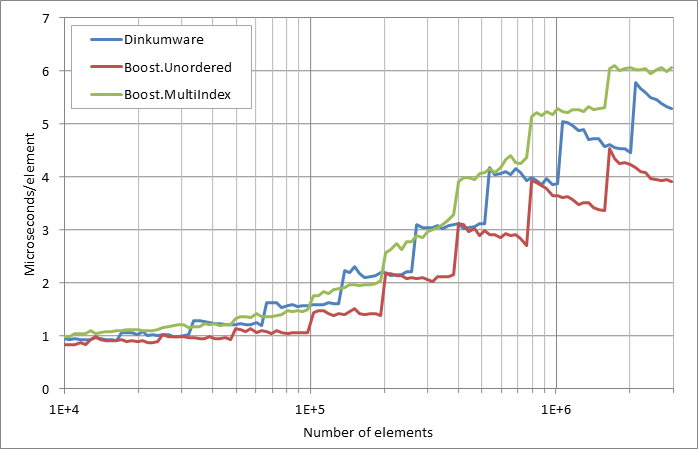 7
6
5
4
3
2
1
0
Microseconds/element
Dinkumware
Boost.Unordered
Boost.MultiIndex
1E+4 1E+5 1E+6
Number of elements